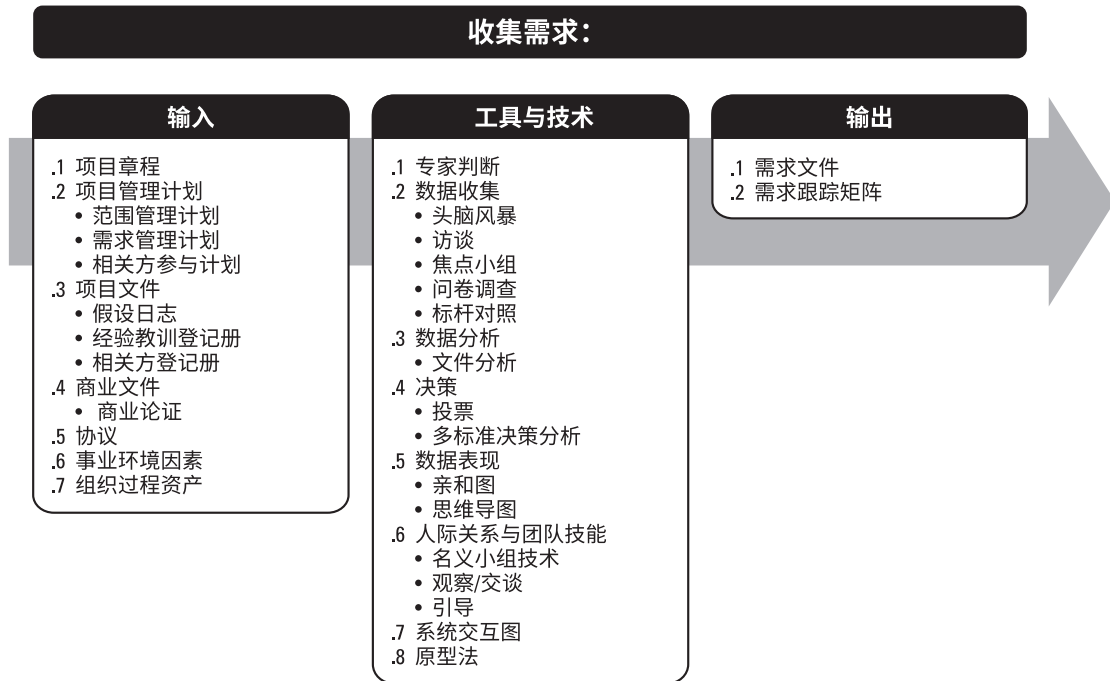 收集需求：
输入
.1 项目章程
.2 项目管理计划
• 范围管理计划
• 需求管理计划
• 相关方参与计划
.3 项目文件
• 假设日志
• 经验教训登记册
• 相关方登记册
.4 商业文件
• 商业论证
.5 协议
.6 事业环境因素
.7 组织过程资产
工具与技术
.1 专家判断
.2 数据收集
• 头脑风暴
• 访谈
• 焦点小组
• 问卷调查
• 标杆对照
.3 数据分析
• 文件分析
.4 决策
• 投票
• 多标准决策分析
.5 数据表现
• 亲和图
• 思维导图
.6 人际关系与团队技能
• 名义小组技术
• 观察/交谈
• 引导
.7 系统交互图
.8 原型法
输出
.1 需求文件
.2 需求跟踪矩阵